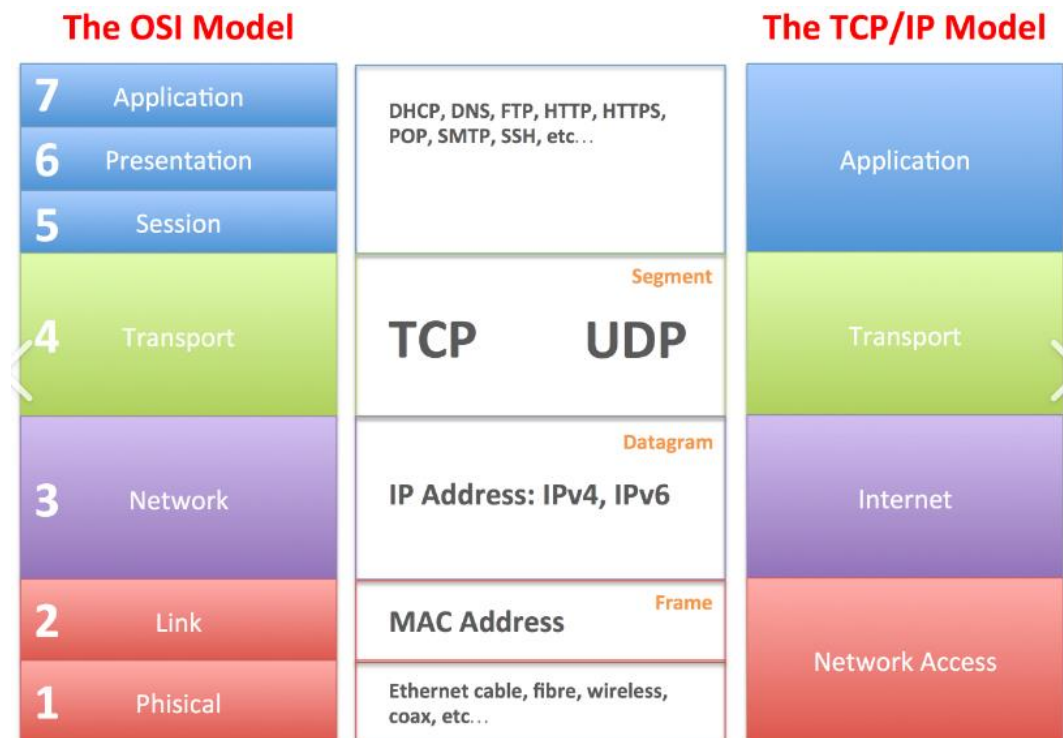 The OSI Model
The TCP/IP Model
7 Application
6 Presentation
5 Session
4 Transport
3 Network
2 Link
1 Phisical
DHCP, DNS, FTP, HTTP, HTTPS,
POP, SMTP, SSH, etc...
Segment
TCP UDP
Datagram
IP Address: IPv4, IPv6
Frame
MAC Address
Ethernet cable, fibre, wireless,
coax, etc...
Application
Transport
Internet
Network Access